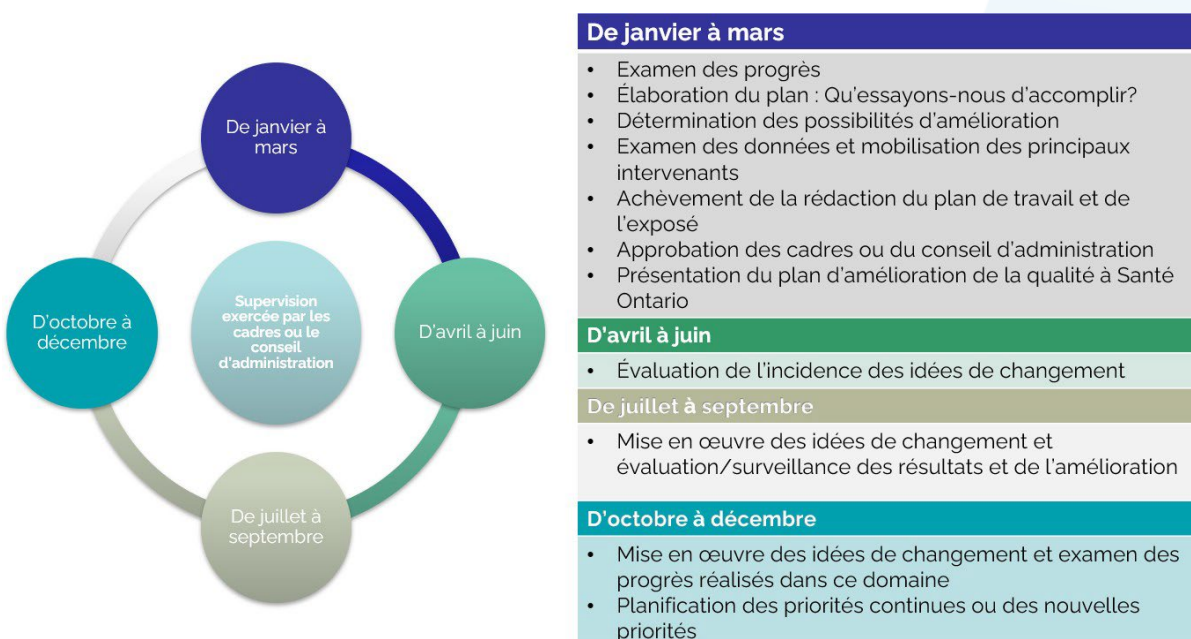 De janvier à
mars
D'octobre à
décembre
Supervision
exercée par les
cadres ou le
conseil
d'administration
D'avril à juin
De juillet à
septembre
De janvier à mars
• Examen des progrès
• Élaboration du plan : Qu'essayons-nous d'accomplir?
• Détermination des possibilités d'amélioration
• Examen des données et mobilisation des principaux
intervenants
• Achèvement de la rédaction du plan de travail et de
l'exposé
• Approbation des cadres ou du conseil d'administration
• Présentation du plan d'amélioration de la qualité à Santé
Ontario
D'avril à juin
• Évaluation de l'incidence des idées de changement
De juillet à septembre
• Mise en œuvre des idées de changement et
évaluation/surveillance des résultats et de l'amélioration
D'octobre à décembre
• Mise en œuvre des idées de changement et examen des
progrès réalisés dans ce domaine
• Planification des priorités continues ou des nouvelles
priorités